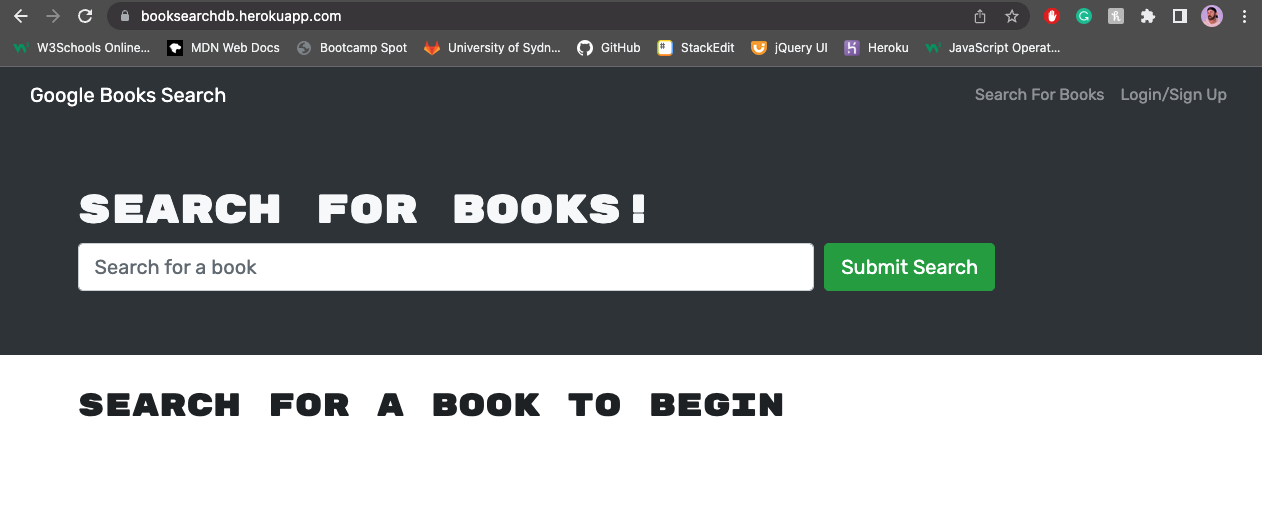 booksearchdb.herokuapp.com
W3Schools Online... MDN Web Docs Bootcamp Spot University of Sydn... GitHub StackEdit jQuery UI Heroku JavaScript Operat...
Google Books Search Search For Books Login/Sign Up
SEARCH FOR BOOKS!
Search for a book Submit Search
SEARCH FOR A BOOK TO BEGIN